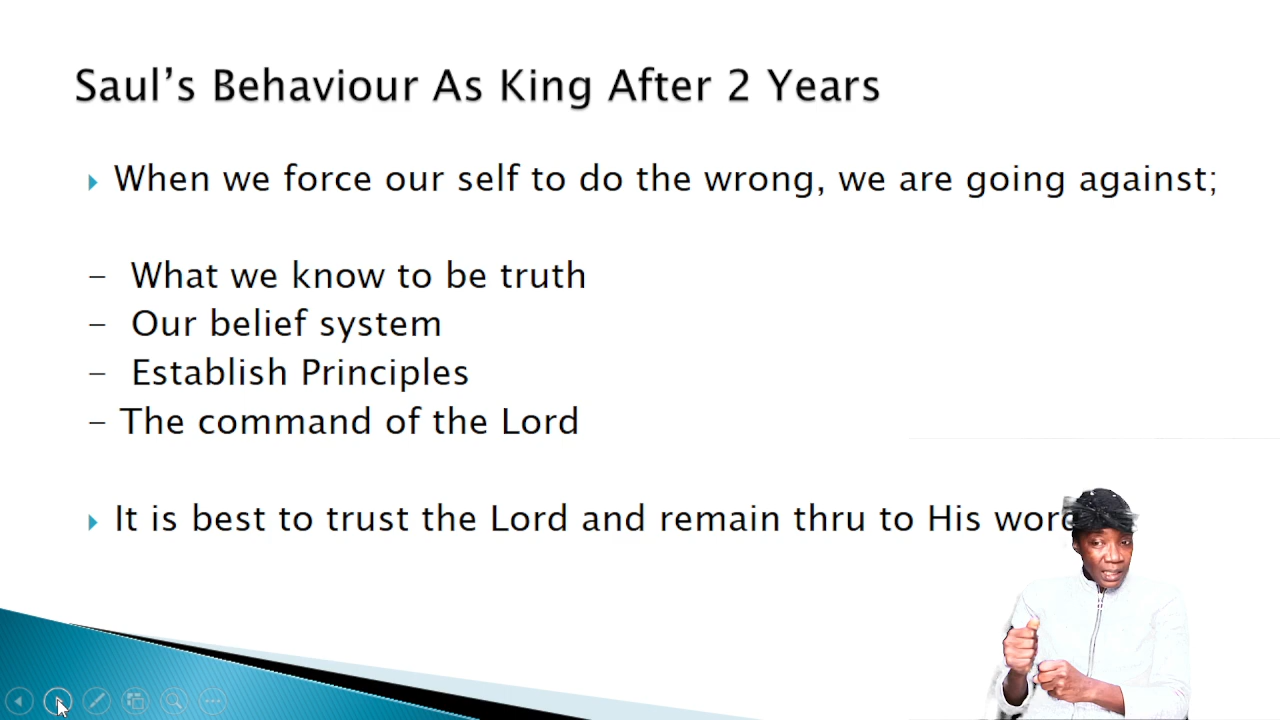 Saul's Behaviour As King After 2 Years
When we force our self to do the wrong, we are going against;
– What we know to be truth
– Our belief system
– Establish Principles
– The command of the Lord
It is best to trust the Lord and remain thru to His